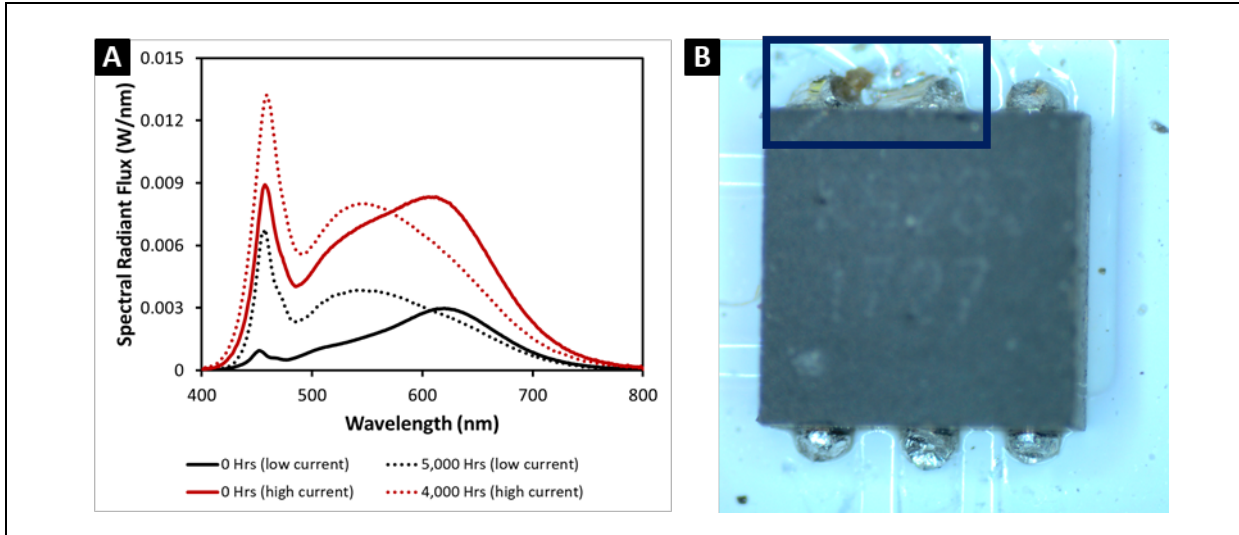 A
B
0.015
0.012
0.009
0.006
0.003
0
Spectral Radiant Flux (W/nm)
400 500 600 700 800
Wavelength (nm)
0 Hrs (low current) 5,000 Hrs (low current)
0 Hrs (high current) 4,000 Hrs (high current)